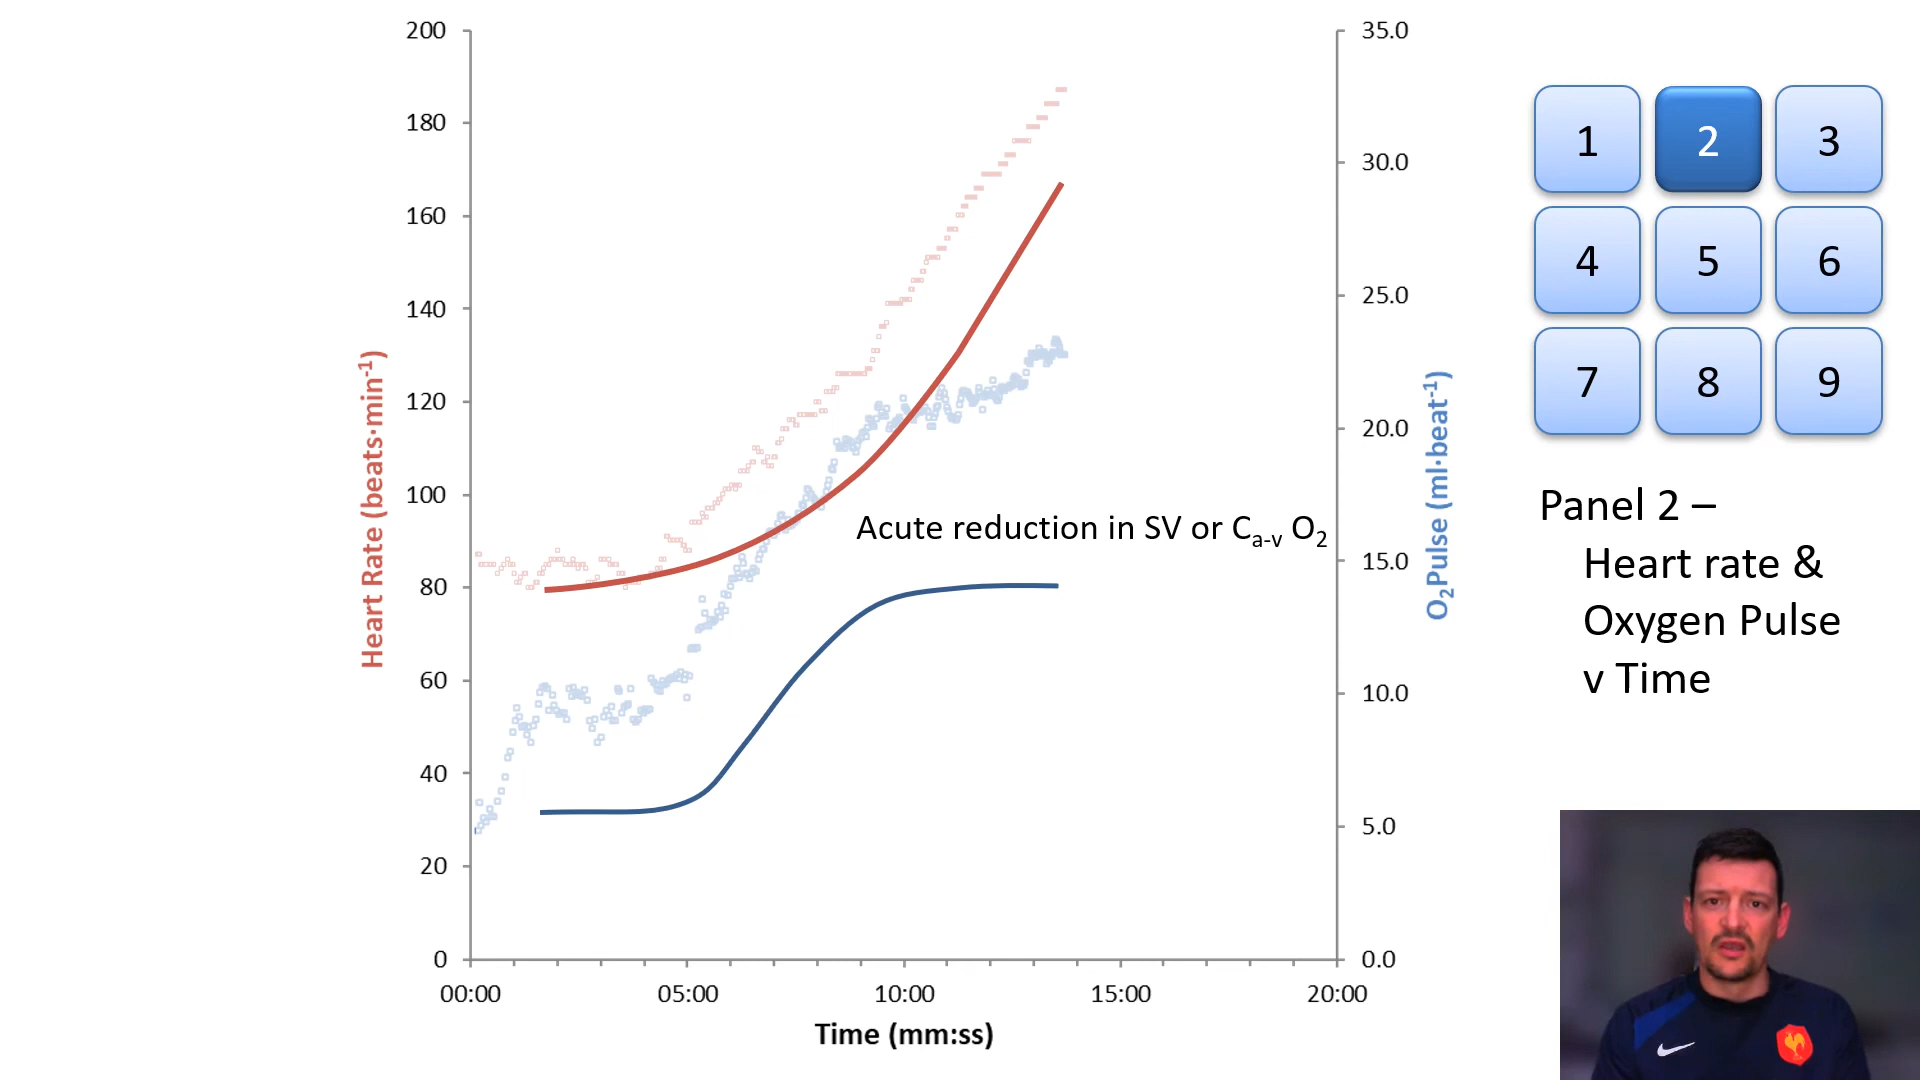 200
180
160
140
120
100
80
60
40
20
0
Heart Rate (beats·min⁻¹)
35.0
30.0
25.0
20.0
15.0
10.0
5.0
0.0
O₂Pulse (ml·beat⁻¹)
Acute reduction in SV or Cₐ₋ᵥ O₂
00:00 05:00 10:00 15:00 20:00
Time (mm:ss)
1 2 3
4 5 6
7 8 9
Panel 2 –
Heart rate &
Oxygen Pulse
v Time